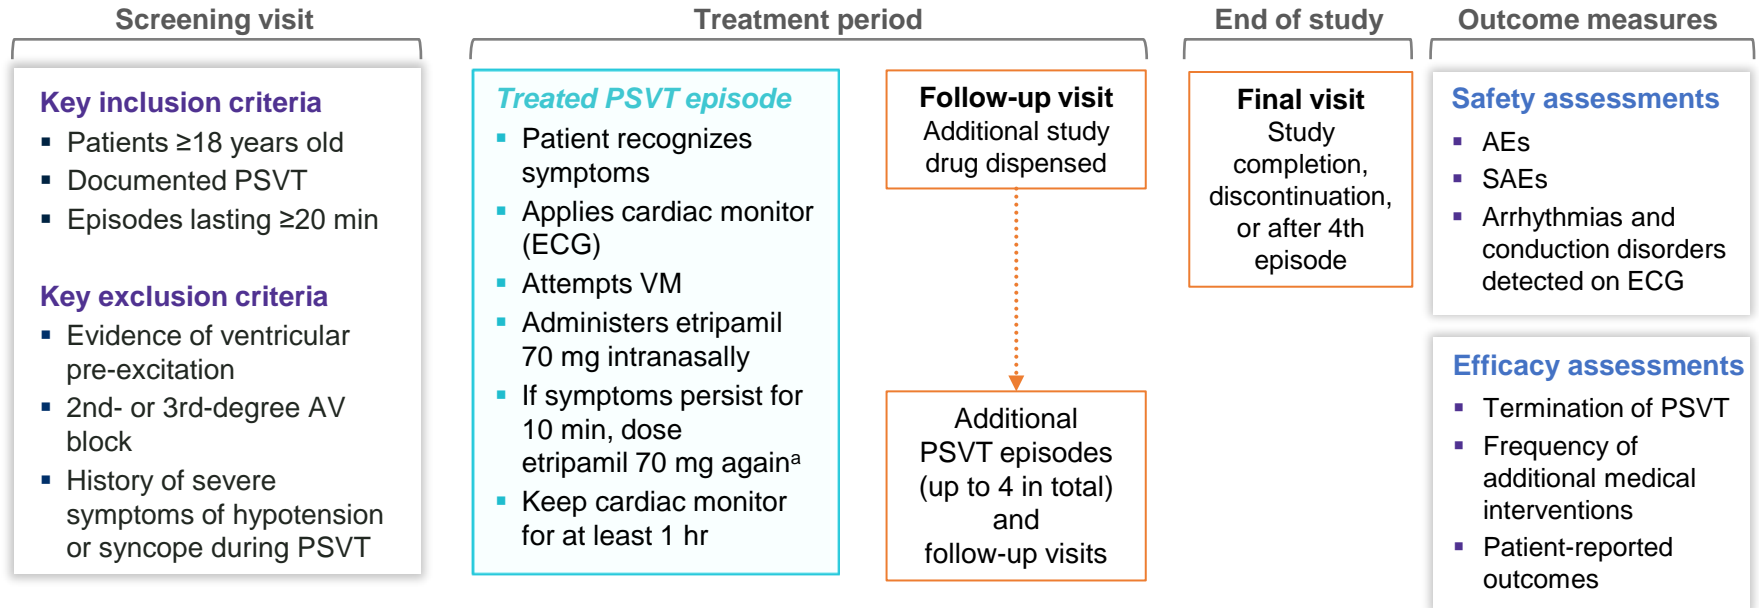 Screening visit
Key inclusion criteria
▪ Patients ≥18 years old
▪ Documented PSVT
▪ Episodes lasting ≥20 min
Key exclusion criteria
▪ Evidence of ventricular
pre-excitation
▪ 2nd- or 3rd-degree AV
block
▪ History of severe
symptoms of hypotension
or syncope during PSVT
Treatment period
Treated PSVT episode
▪ Patient recognizes
symptoms
▪ Applies cardiac monitor
(ECG)
▪ Attempts VM
▪ Administers etripamil
70 mg intranasally
▪ If symptoms persist for
10 min, dose
etripamil 70 mg againᵃ
▪ Keep cardiac monitor
for at least 1 hr
Follow-up visit
Additional study
drug dispensed
Additional
PSVT episodes
(up to 4 in total)
and
follow-up visits
End of study
Final visit
Study
completion,
discontinuation,
or after 4th
episode
Outcome measures
Safety assessments
▪ AEs
▪ SAEs
▪ Arrhythmias and
conduction disorders
detected on ECG
Efficacy assessments
▪ Termination of PSVT
▪ Frequency of
additional medical
interventions
▪ Patient-reported
outcomes